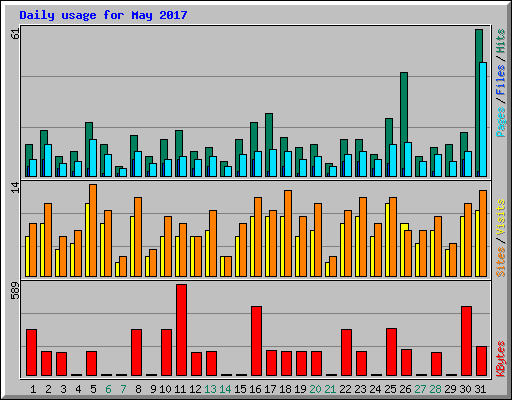 Daily usage for May 2017
61
Pages / Files / Hits
14
Sites / Visits
589
KBytes
1 2 3 4 5 6 7 8 9 10 11 12 13 14 15 16 17 18 19 20 21 22 23 24 25 26 27 28 29 30 31